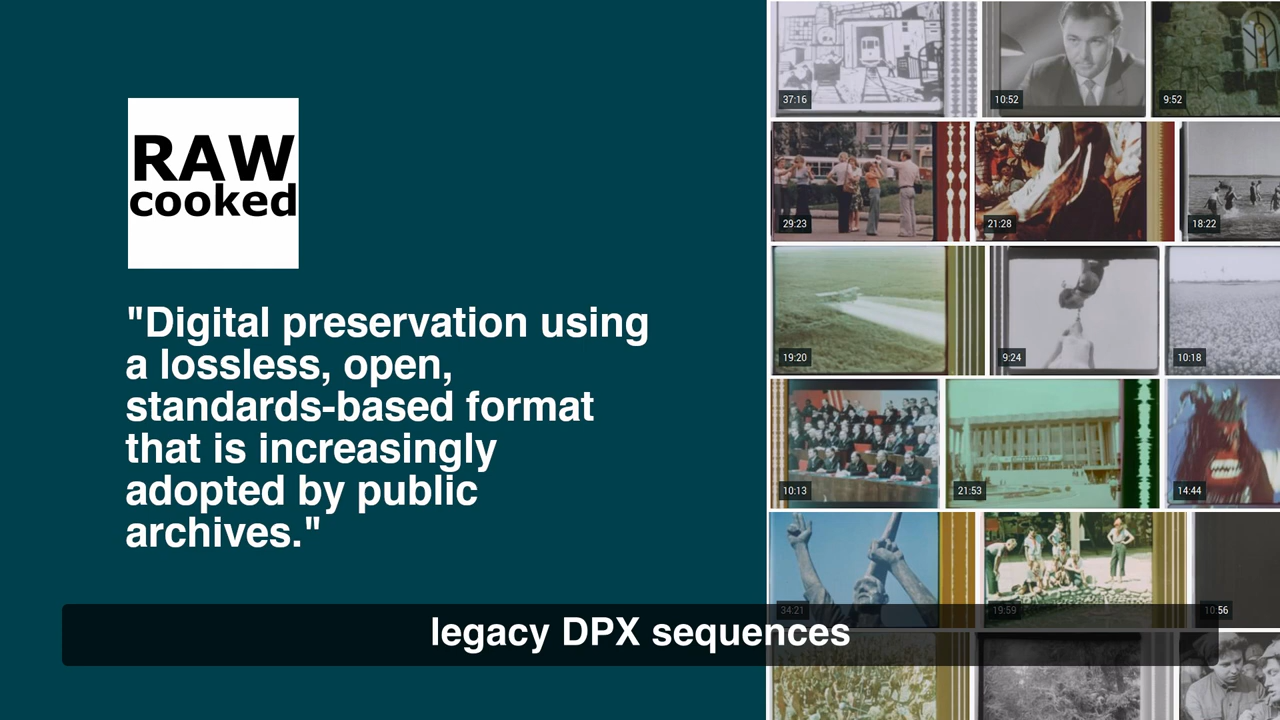 RAW
cooked
"Digital preservation using
a lossless, open,
standards-based format
that is increasingly
adopted by public
archives."
37:16
10:52
9:52
29:23
21:28
18:22
19:20
9:24
10:18
10:13
21:53
14:44
34:21
19:59
10:56
legacy DPX sequences